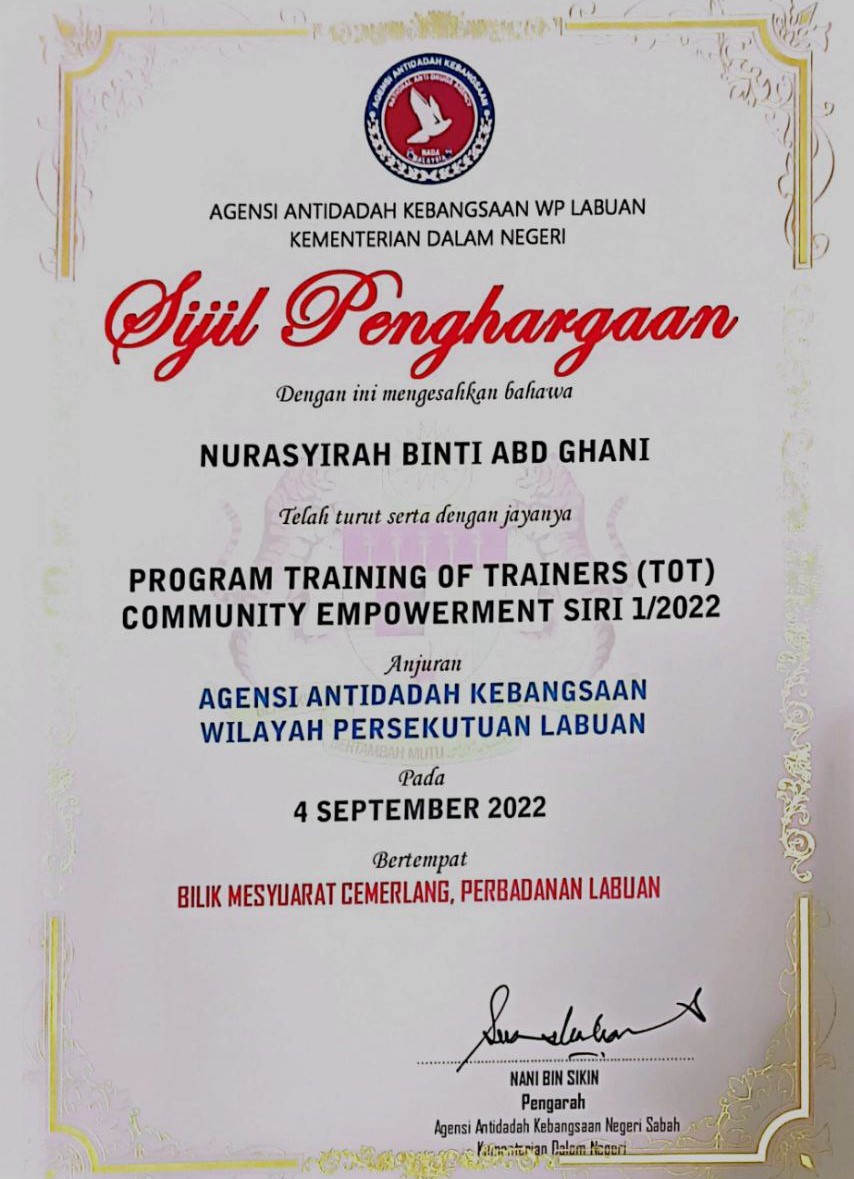 AGENSI ANTIDADAH KEBANGSAAN
NATIONAL ANTI-DRUGS AGENCY
NADA
MALAYSIA
AGENSI ANTIDADAH KEBANGSAAN WP LABUAN
KEMENTERIAN DALAM NEGERI
Sijil Penghargaan
Dengan ini mengesahkan bahawa
NURASYIRAH BINTI ABD GHANI
Telah turut serta dengan jayanya
PROGRAM TRAINING OF TRAINERS (TOT)
COMMUNITY EMPOWERMENT SIRI 1/2022
Anjuran
AGENSI ANTIDADAH KEBANGSAAN
WILAYAH PERSEKUTUAN LABUAN
BERTAMBAH MUTU
Pada
4 SEPTEMBER 2022
Bertempat
BILIK MESYUARAT CEMERLANG, PERBADANAN LABUAN
NANI BIN SIKIN
Pengarah
Agensi Antidadah Kebangsaan Negeri Sabah
Kementerian Dalam Negeri